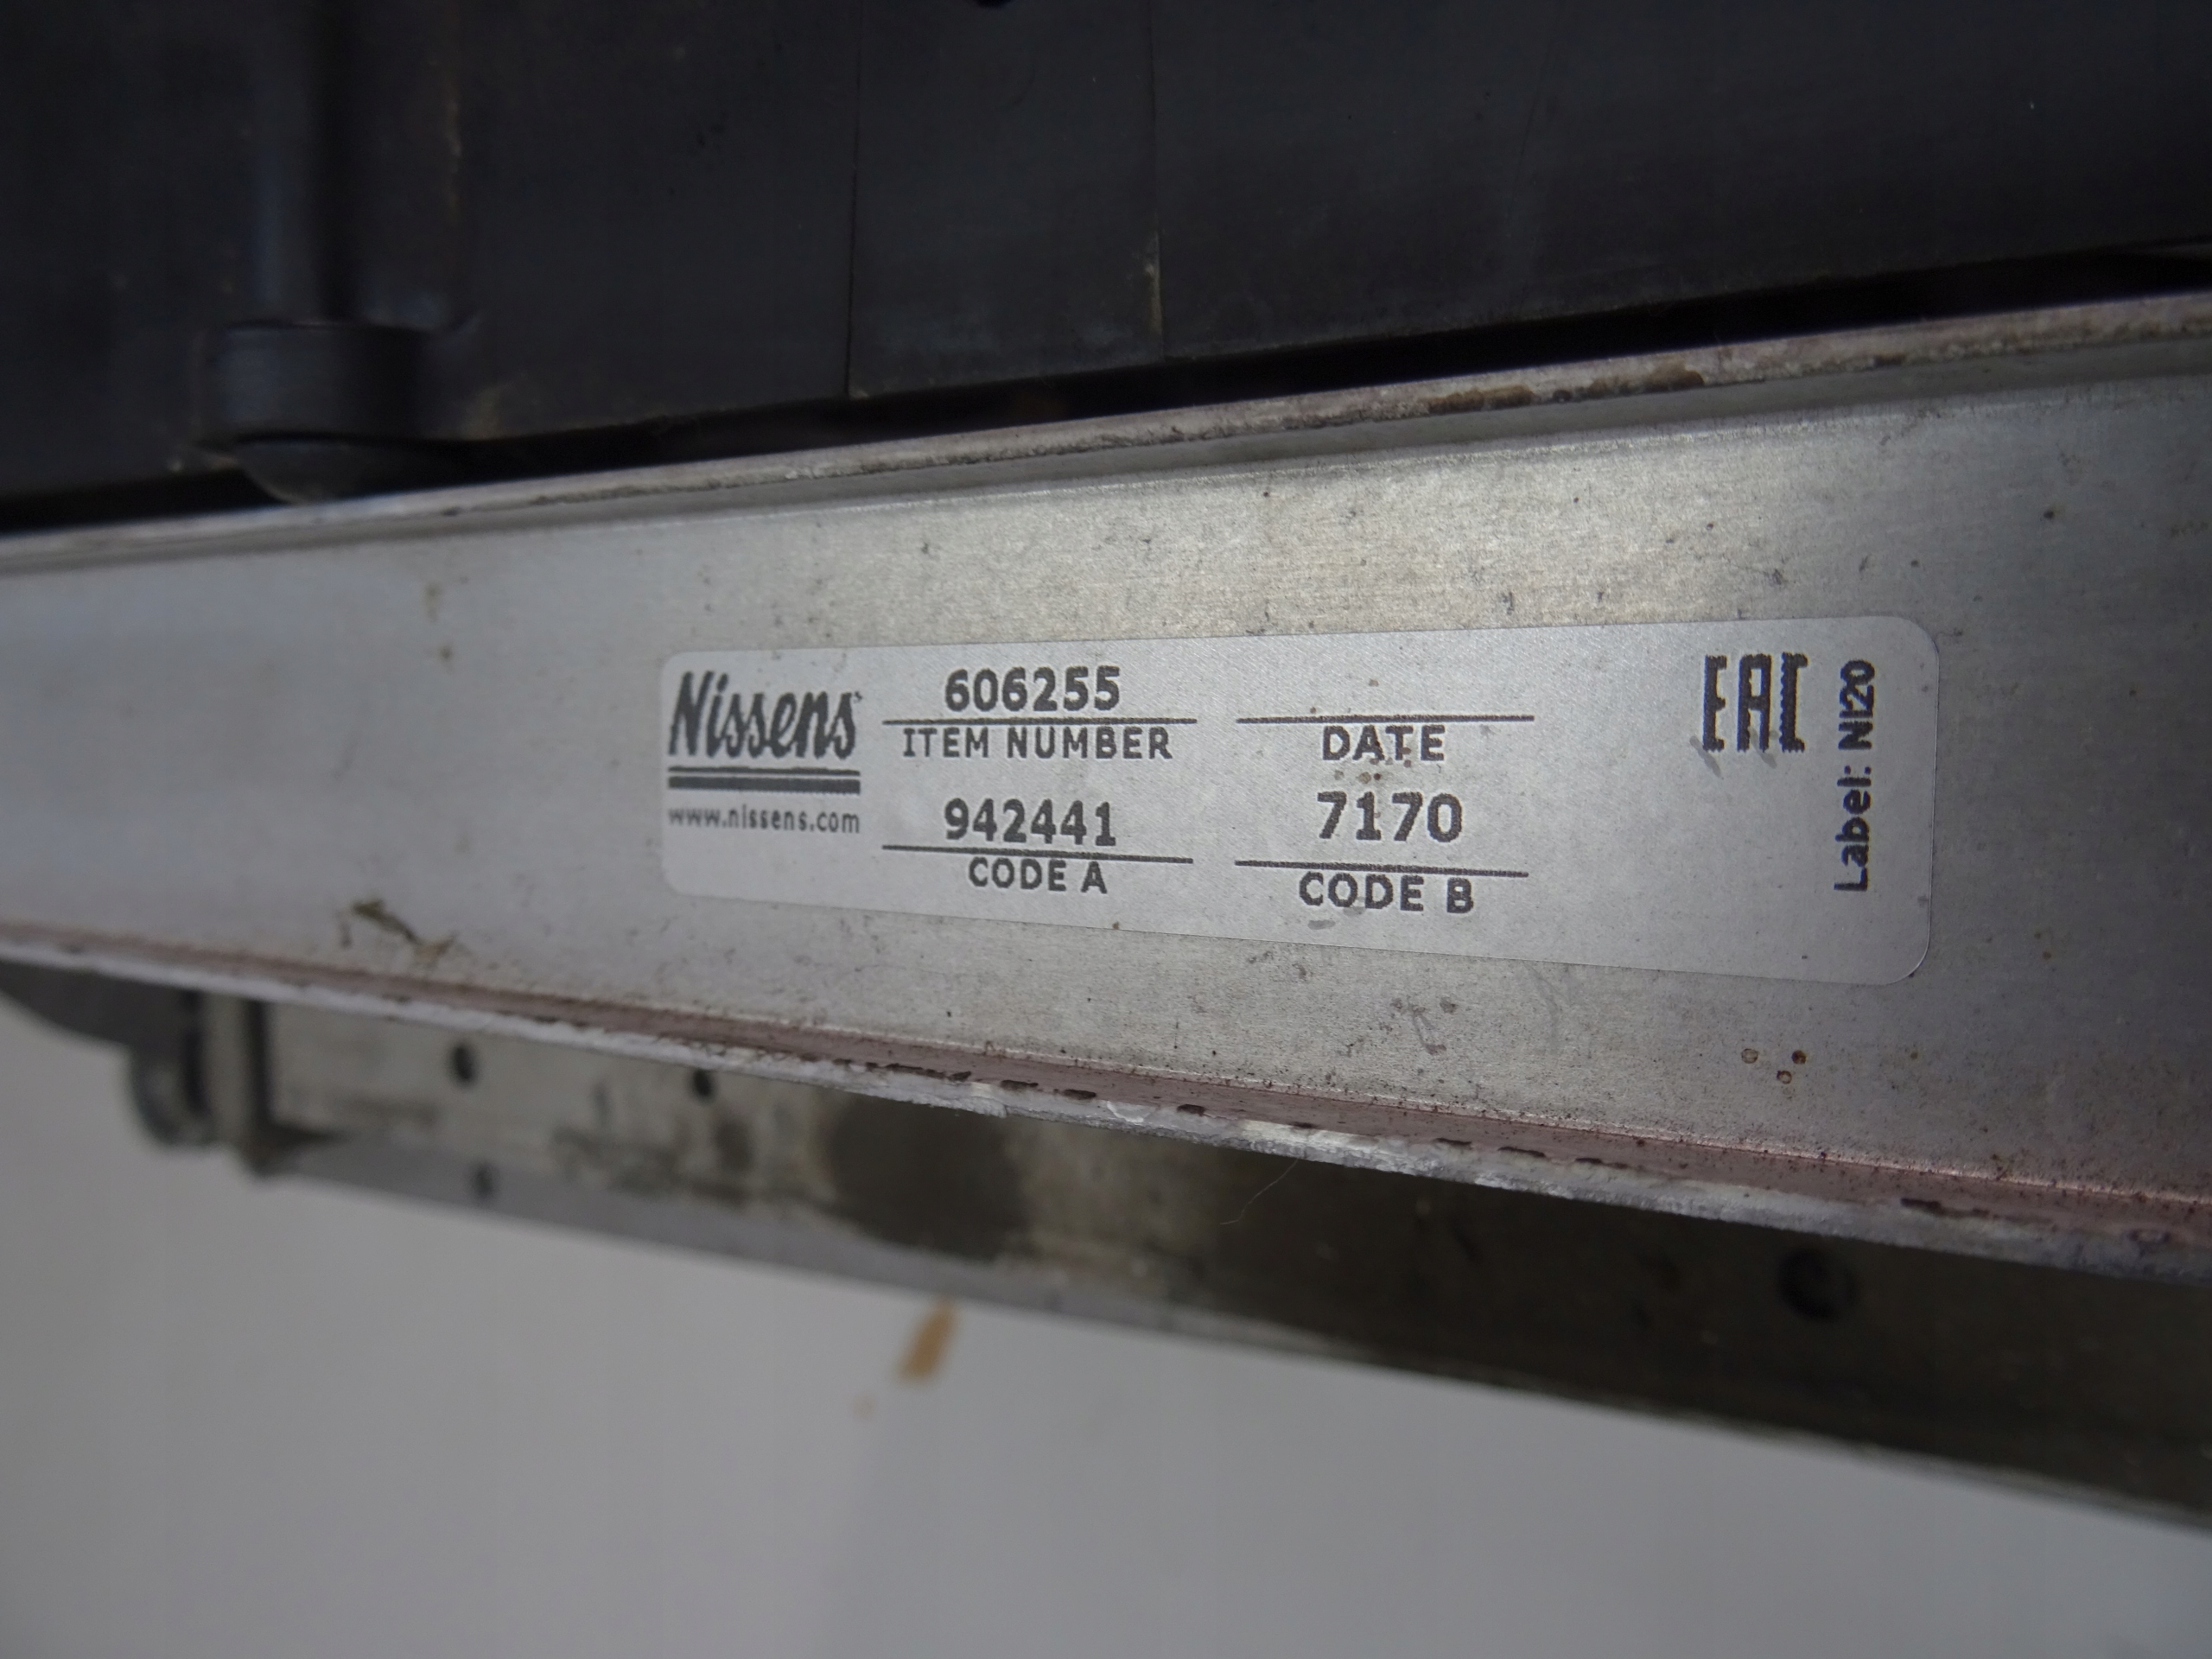 Nissens
www.nissens.com
606255
ITEM NUMBER
DATE
942441
CODE A
7170
CODE B
EAC
Label: NI20